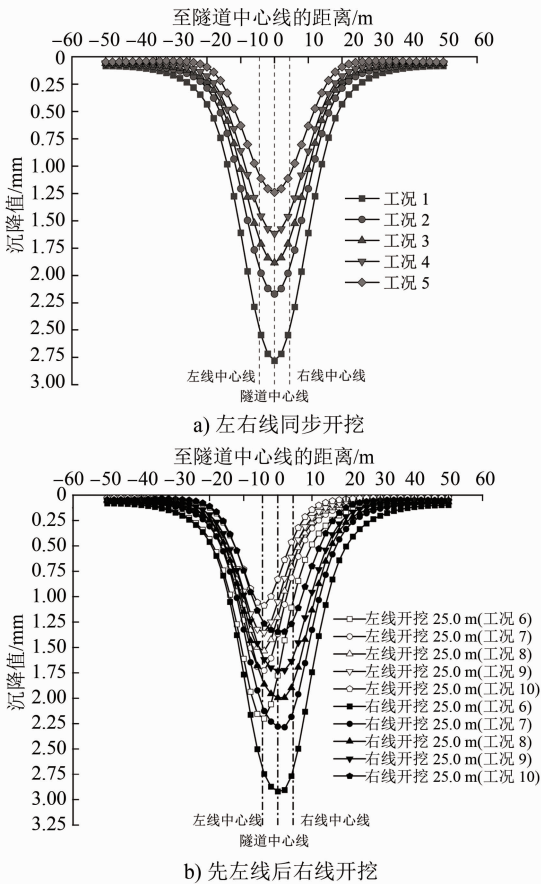 至隧道中心线的距离/m
−60 −50 −40 −30 −20 −10 0 10 20 30 40 50 60
0
0.25
0.50
0.75
1.00
1.25
1.50
1.75
2.00
2.25
2.50
2.75
3.00
沉降值/mm
工况 1
工况 2
工况 3
工况 4
工况 5
左线中心线
右线中心线
隧道中心线
a) 左右线同步开挖
至隧道中心线的距离/m
−60 −50 −40 −30 −20 −10 0 10 20 30 40 50 60
0
0.25
0.50
0.75
1.00
1.25
1.50
1.75
2.00
2.25
2.50
2.75
3.00
3.25
沉降值/mm
左线开挖 25.0 m(工况 6)
左线开挖 25.0 m(工况 7)
左线开挖 25.0 m(工况 8)
左线开挖 25.0 m(工况 9)
左线开挖 25.0 m(工况 10)
右线开挖 25.0 m(工况 6)
右线开挖 25.0 m(工况 7)
右线开挖 25.0 m(工况 8)
右线开挖 25.0 m(工况 9)
右线开挖 25.0 m(工况 10)
左线中心线
右线中心线
隧道中心线
b) 先左线后右线开挖